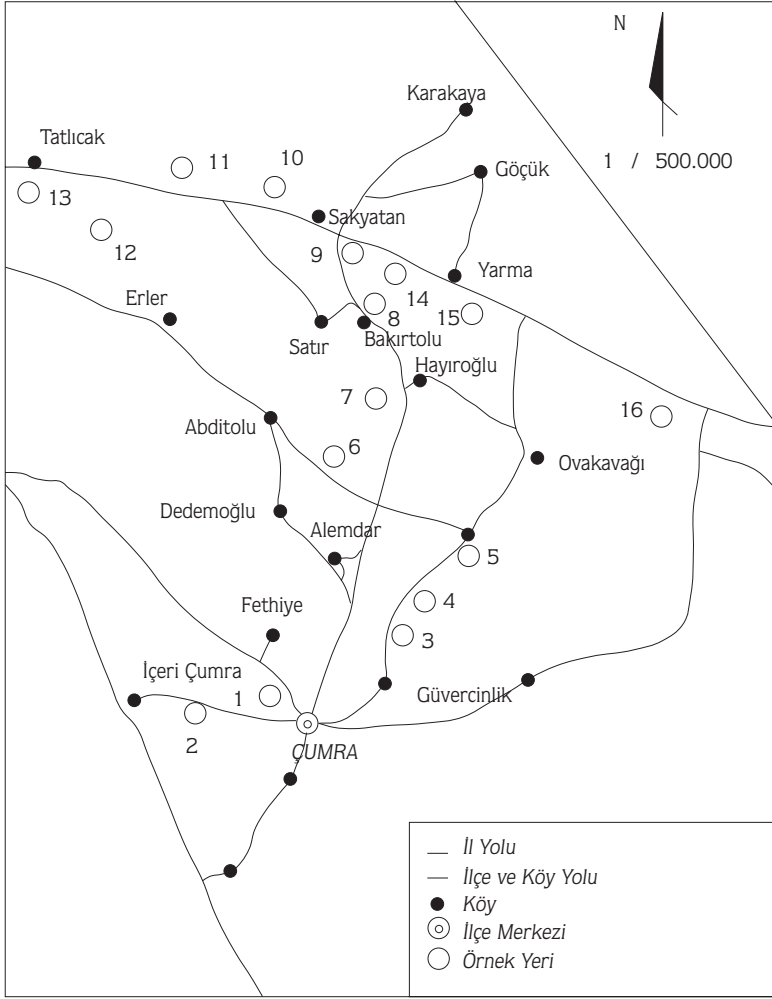 N
Karakaya
Tatlıcak
11
10
Göçük
1 / 500.000
13
12
Sakyatan
9
Yarma
14
Erler
8
15
Satır
Bakırtolu
Hayıroğlu
7
16
Abditolu
6
Ovakavağı
Dedemoğlu
Alemdar
5
4
Fethiye
3
İçeri Çumra
1
Güvercinlik
2
ÇUMRA
İl Yolu
İlçe ve Köy Yolu
Köy
İlçe Merkezi
Örnek Yeri